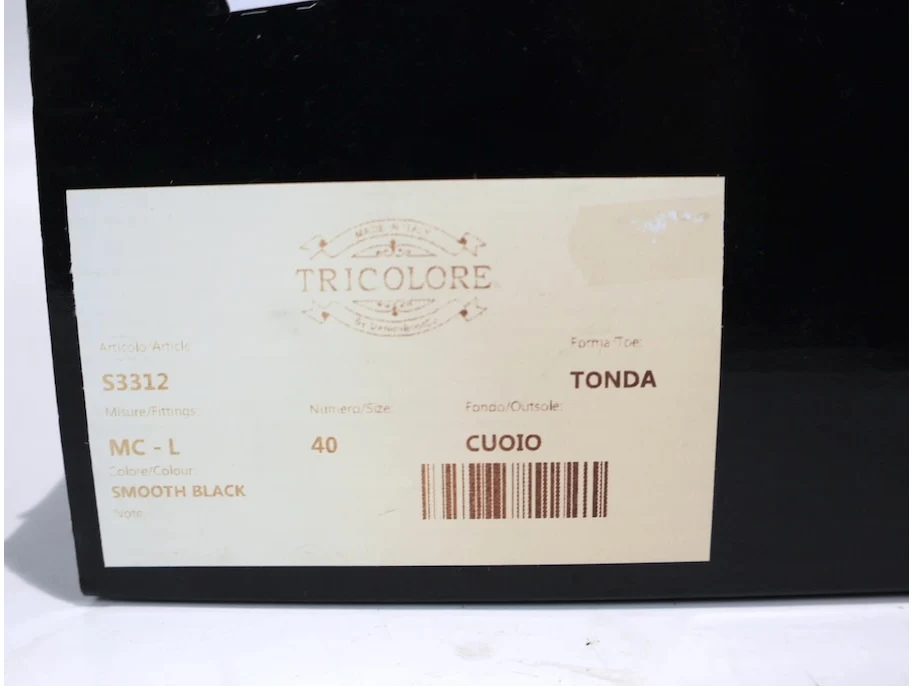 MADE IN ITALY
TRICOLORE
Articolo/Article:
Forma/Toe:
S3312
TONDA
Misure/Fittings:
Numero/Size:
Fondo/Outsole:
MC - L
40
CUOIO
Colore/Colour:
SMOOTH BLACK
Note: